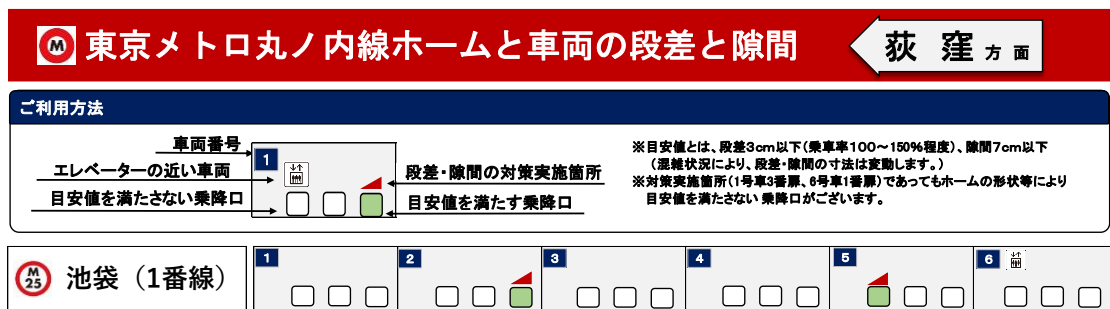 M 東京メトロ丸ノ内線ホームと車両の段差と隙間 荻窪方面
ご利用方法
車両番号
エレベーターの近い車両
目安値を満たさない乗降口
1
段差・隙間の対策実施箇所
目安値を満たす乗降口
※目安値とは、段差3cm以下(乗車率100～150%程度)、隙間7cm以下
(混雑状況により、段差・隙間の寸法は変動します。)
※対策実施箇所(1号車3番扉、6号車1番扉)であってもホームの形状等により
目安値を満たさない 乗降口がございます。
M 25 池袋（1番線） 1 2 3 4 5 6